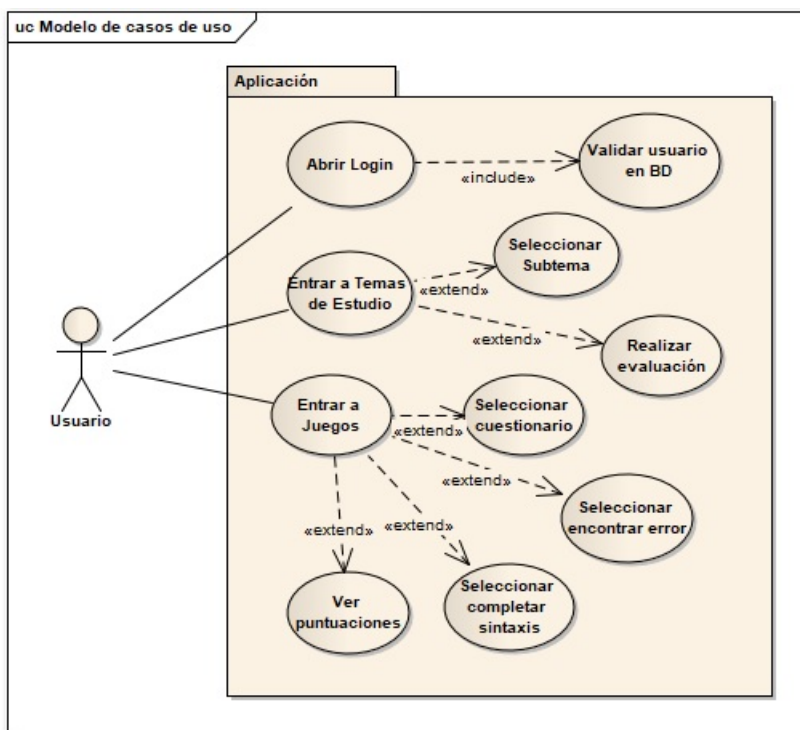 uc Modelo de casos de uso
Aplicación
Abrir Login
«include»
Validar usuario
en BD
Entrar a Temas
de Estudio
«extend»
Seleccionar
Subtema
«extend»
Realizar
evaluación
Usuario
Entrar a
Juegos
«extend»
Seleccionar
cuestionario
«extend»
Seleccionar
encontrar error
«extend»
«extend»
Ver
puntuaciones
Seleccionar
completar
sintaxis